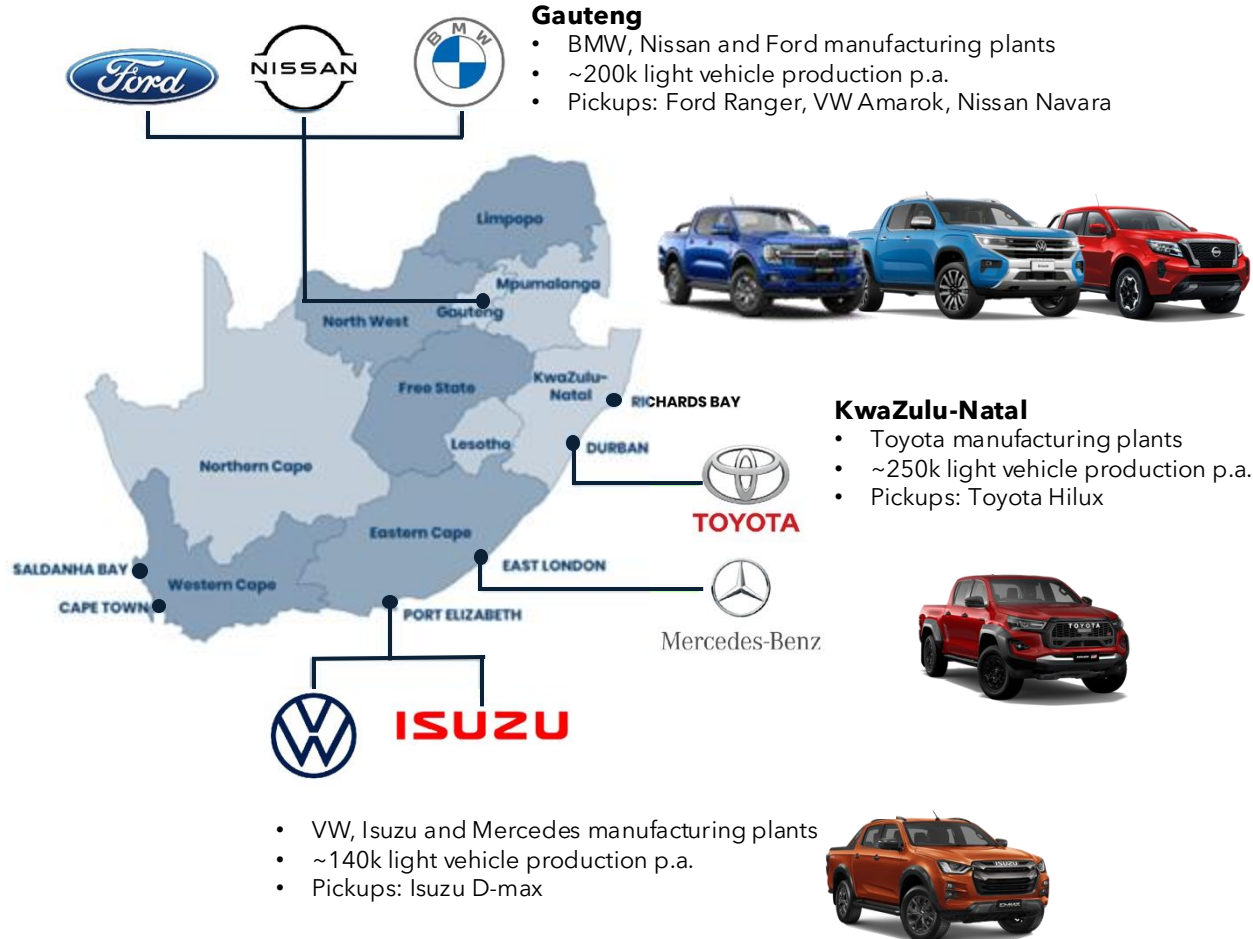 Gauteng
• BMW, Nissan and Ford manufacturing plants
• ~200k light vehicle production p.a.
• Pickups: Ford Ranger, VW Amarok, Nissan Navara
Ford
NISSAN
BMW
Limpopo
Mpumalanga
Gauteng
North West
Free State
KwaZulu-
Natal
RICHARDS BAY
Lesotho
DURBAN
Northern Cape
Eastern Cape
EAST LONDON
SALDANHA BAY
Western Cape
CAPE TOWN
PORT ELIZABETH
KwaZulu-Natal
• Toyota manufacturing plants
• ~250k light vehicle production p.a.
• Pickups: Toyota Hilux
TOYOTA
Mercedes-Benz
TOYOTA
ISUZU
• VW, Isuzu and Mercedes manufacturing plants
• ~140k light vehicle production p.a.
• Pickups: Isuzu D-max
ISUZU
D-MAX